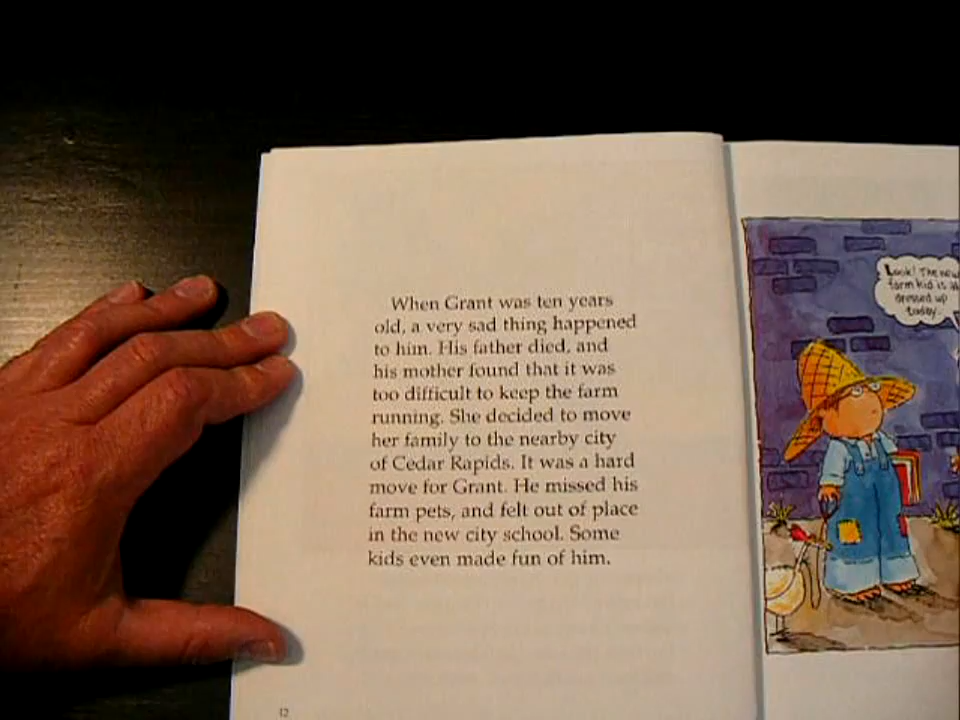 When Grant was ten years
old, a very sad thing happened
to him. His father died, and
his mother found that it was
too difficult to keep the farm
running. She decided to move
her family to the nearby city
of Cedar Rapids. It was a hard
move for Grant. He missed his
farm pets, and felt out of place
in the new city school. Some
kids even made fun of him.
12
Look! The new
farm kid is all
dressed up
today